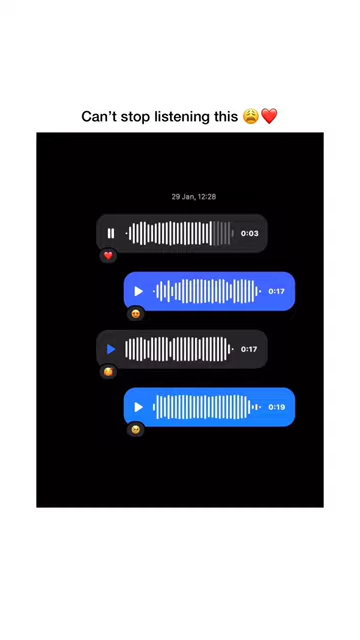 Can’t stop listening this 😩❤️
29 Jan, 12:28
0:03
0:17
0:17
0:19